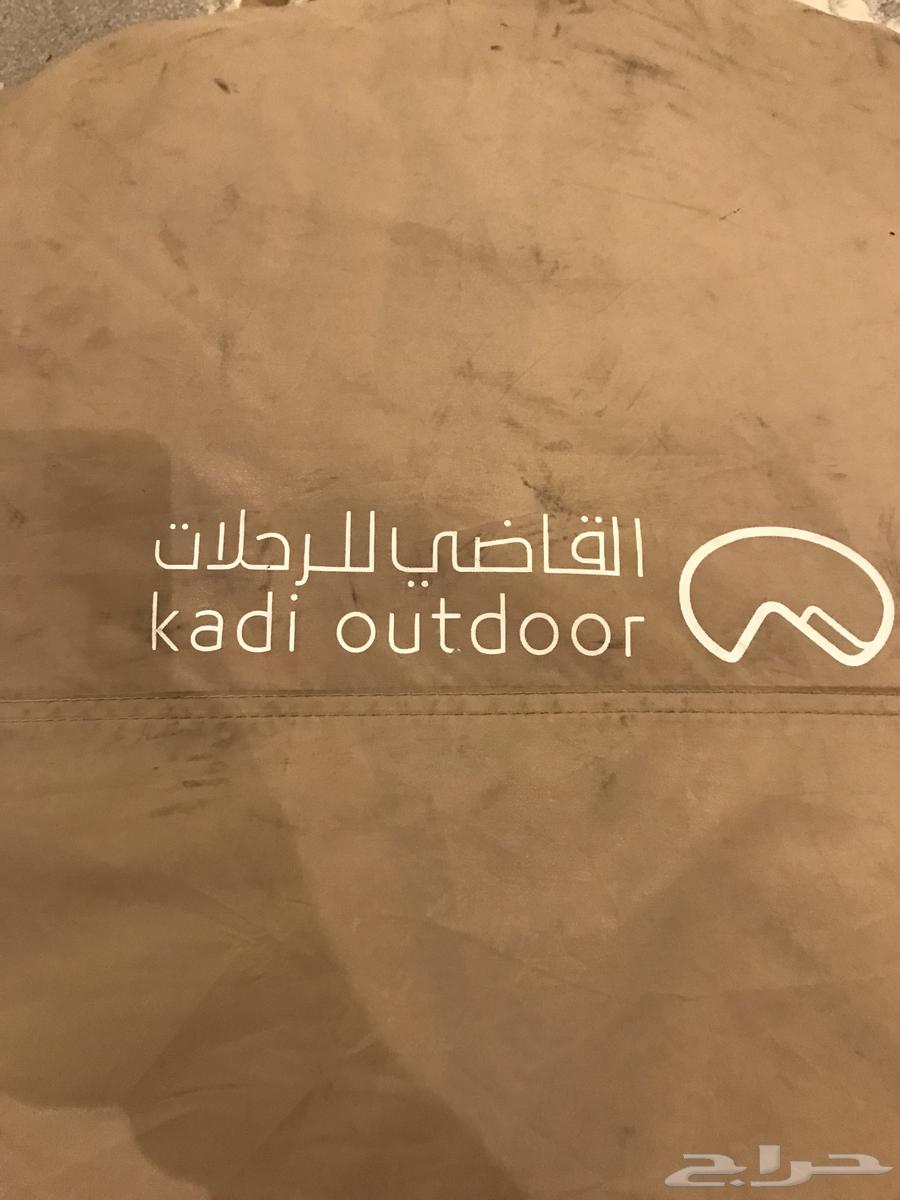 القاضي للرحلات
kadi outdoor
حراج